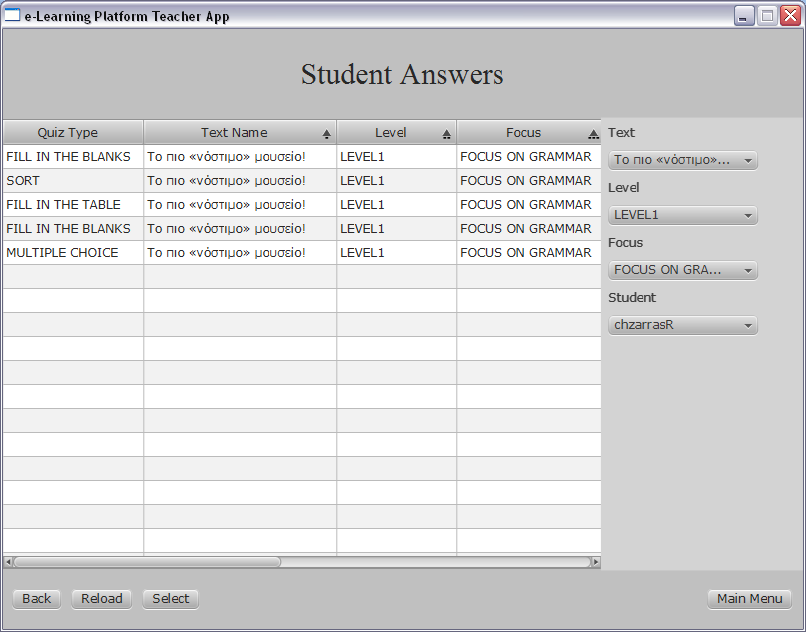 e-Learning Platform Teacher App
Student Answers
Quiz Type Text Name Level Focus
FILL IN THE BLANKS Το πιο «νόστιμο» μουσείο! LEVEL1 FOCUS ON GRAMMAR
SORT Το πιο «νόστιμο» μουσείο! LEVEL1 FOCUS ON GRAMMAR
FILL IN THE TABLE Το πιο «νόστιμο» μουσείο! LEVEL1 FOCUS ON GRAMMAR
FILL IN THE BLANKS Το πιο «νόστιμο» μουσείο! LEVEL1 FOCUS ON GRAMMAR
MULTIPLE CHOICE Το πιο «νόστιμο» μουσείο! LEVEL1 FOCUS ON GRAMMAR
Text
Το πιο «νόστιμο»...
Level
LEVEL1
Focus
FOCUS ON GRA...
Student
chzarrasR
Back Reload Select Main Menu